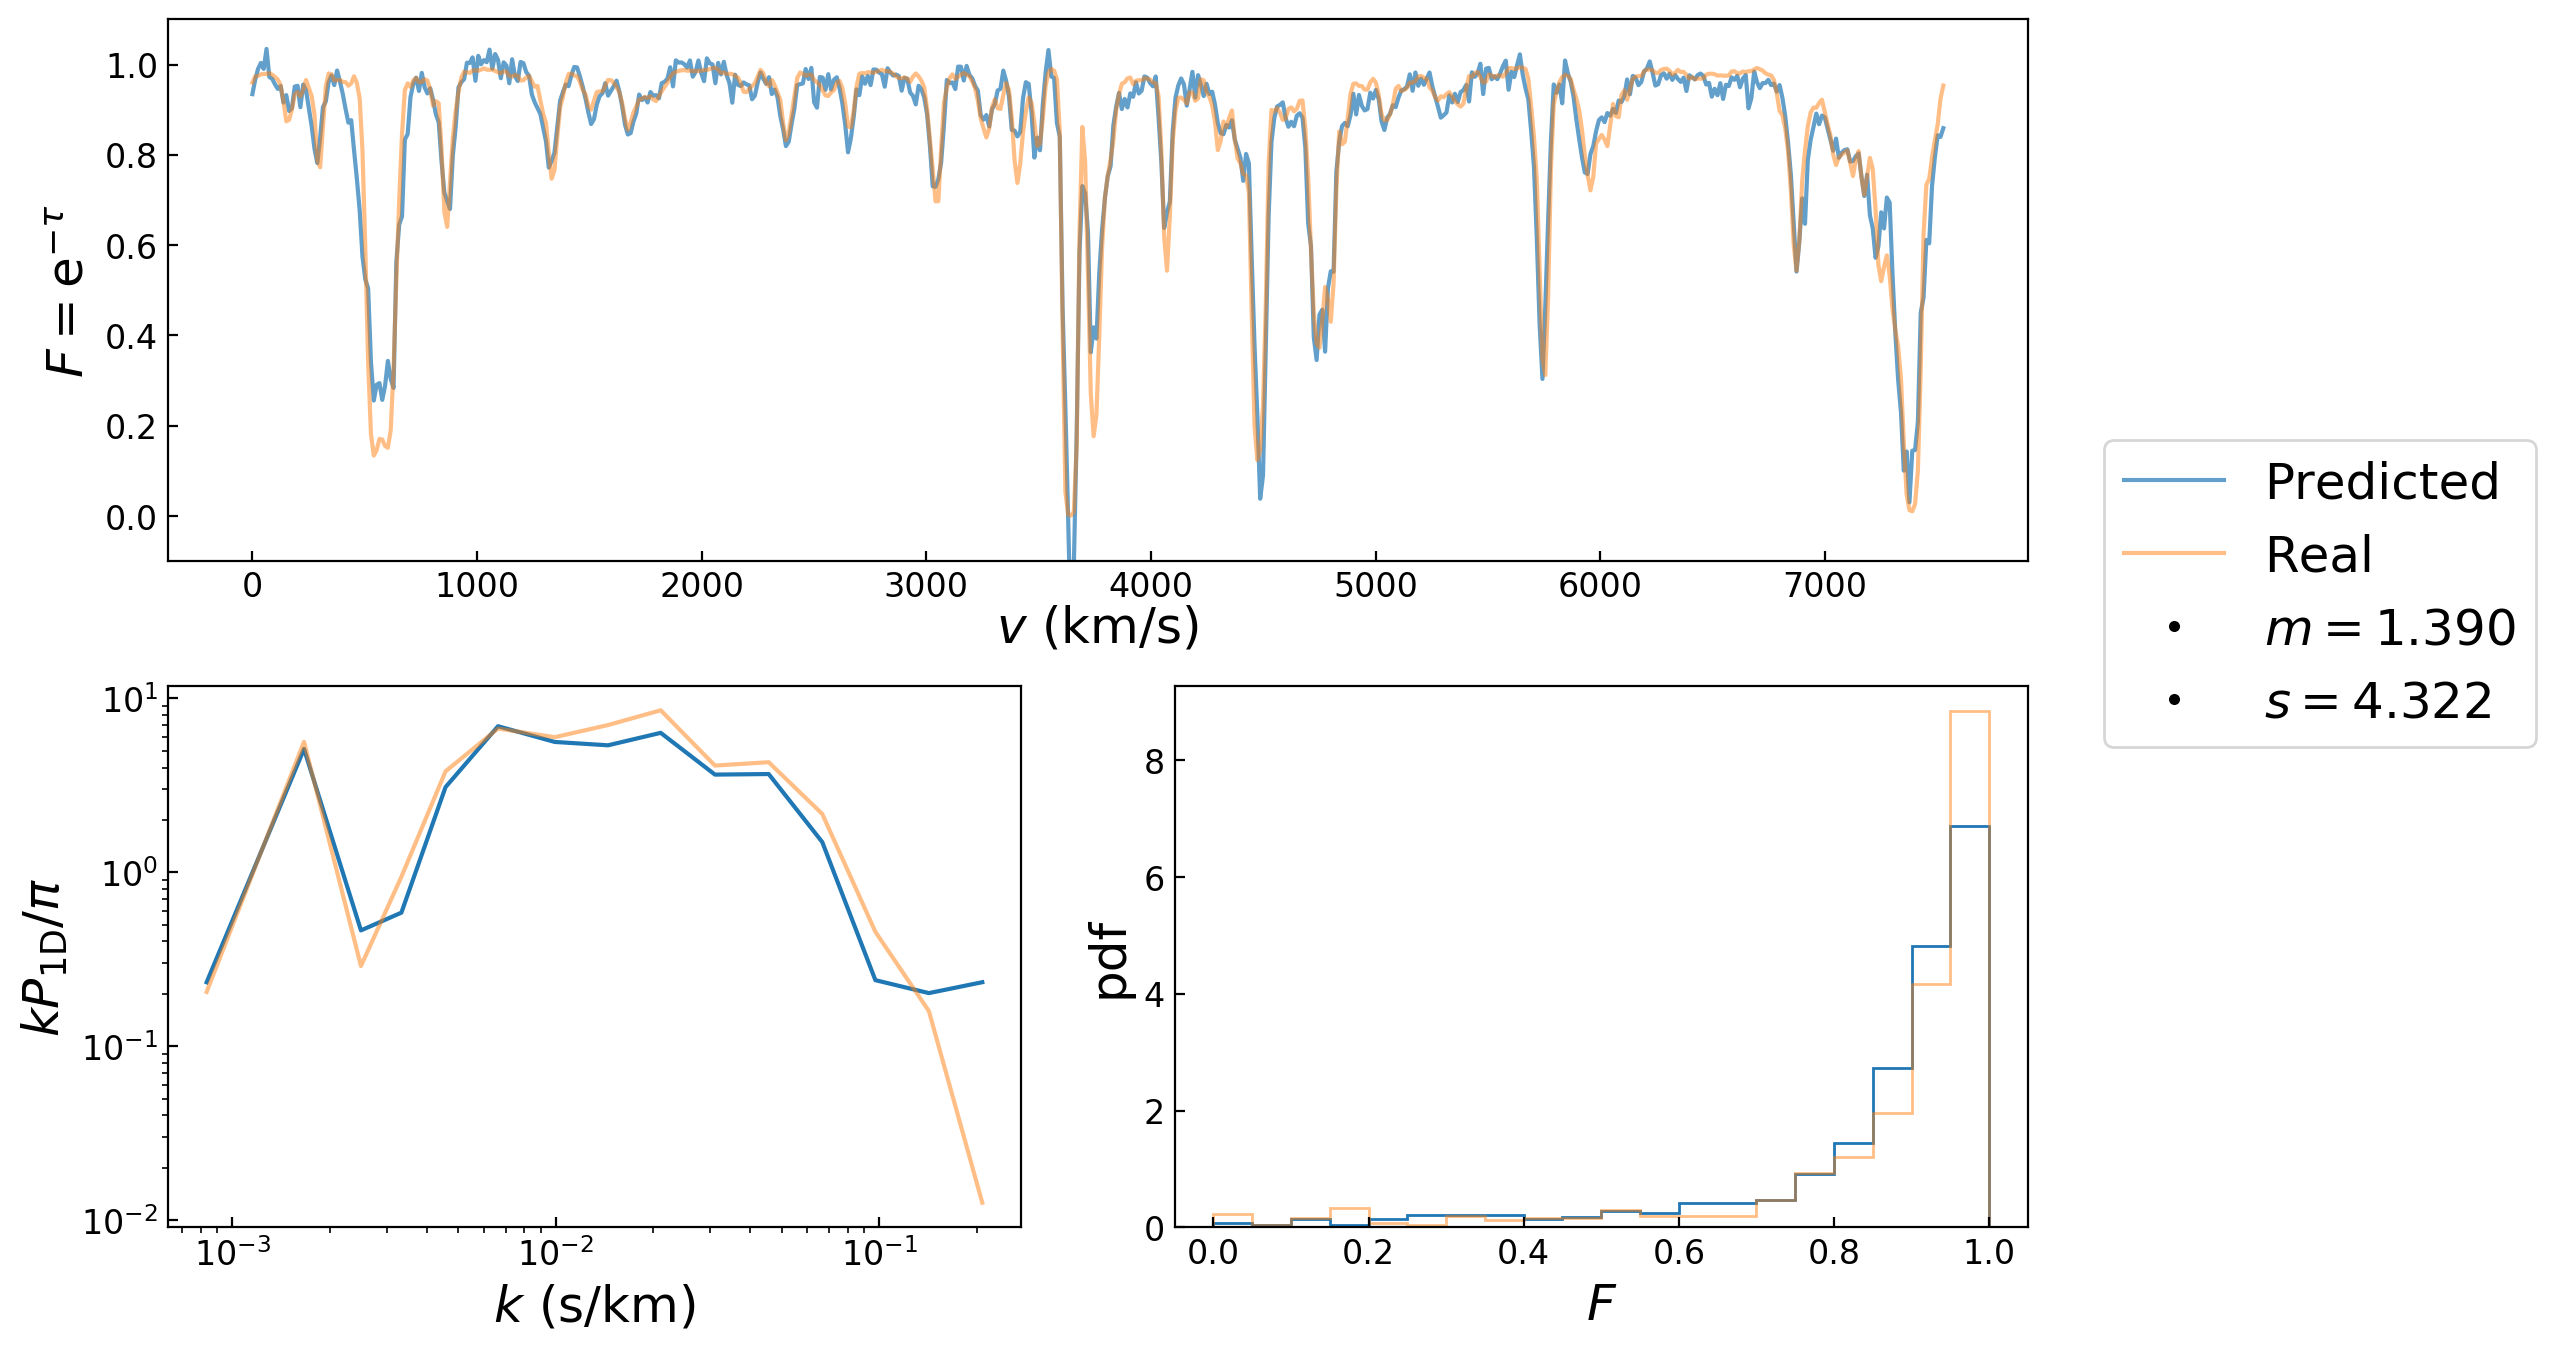 F = e^{−τ}
1.0
0.8
0.6
0.4
0.2
0.0
0 1000 2000 3000 4000 5000 6000 7000
v (km/s)
Predicted
Real
m = 1.390
s = 4.322
kP_{1D}/π
10^1
10^0
10^{−1}
10^{−2}
10^{−3} 10^{−2} 10^{−1}
k (s/km)
pdf
8
6
4
2
0
0.0 0.2 0.4 0.6 0.8 1.0
F